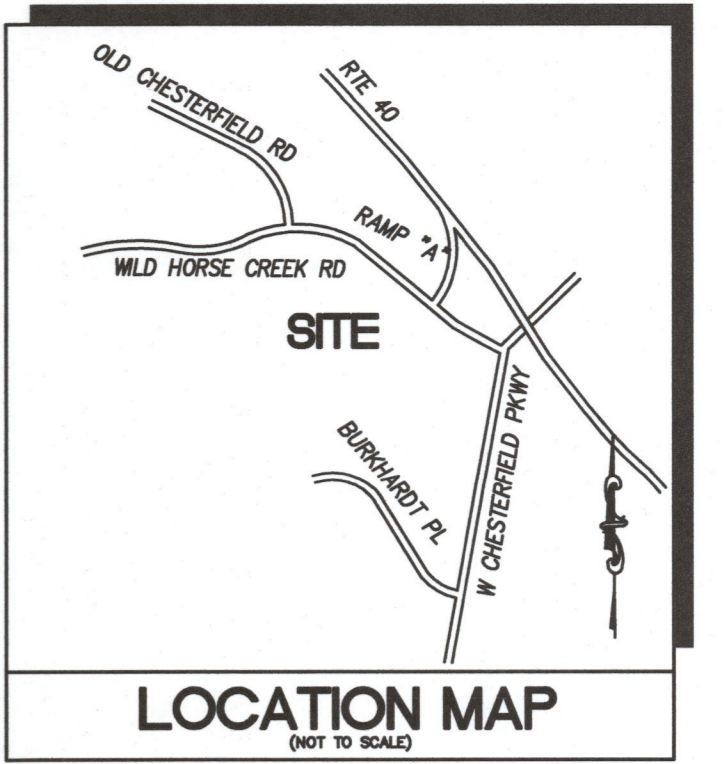 OLD CHESTERFIELD RD
RTE 40
RAMP "A"
WILD HORSE CREEK RD
SITE
BURKHARDT PL
W CHESTERFIELD PKWY
LOCATION MAP
(NOT TO SCALE)